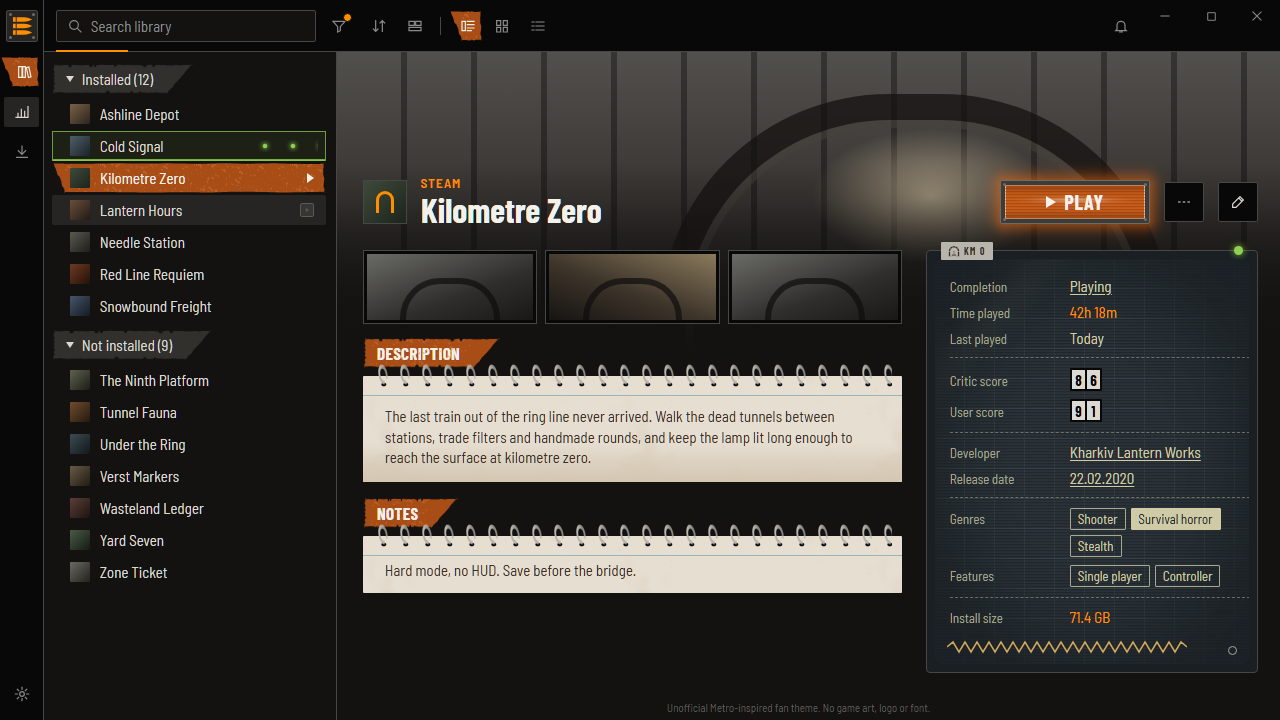 Search library
Installed (12)
Ashline Depot
Cold Signal
Kilometre Zero
Lantern Hours
Needle Station
Red Line Requiem
Snowbound Freight
Not installed (9)
The Ninth Platform
Tunnel Fauna
Under the Ring
Verst Markers
Wasteland Ledger
Yard Seven
Zone Ticket
STEAM
Kilometre Zero
PLAY
DESCRIPTION
The last train out of the ring line never arrived. Walk the dead tunnels between
stations, trade filters and handmade rounds, and keep the lamp lit long enough to
reach the surface at kilometre zero.
NOTES
Hard mode, no HUD. Save before the bridge.
KM 0
Completion Playing
Time played 42h 18m
Last played Today
Critic score 86
User score 91
Developer Kharkiv Lantern Works
Release date 22.02.2020
Genres Shooter Survival horror
Stealth
Features Single player Controller
Install size 71.4 GB
Unofficial Metro-inspired fan theme. No game art, logo or font.